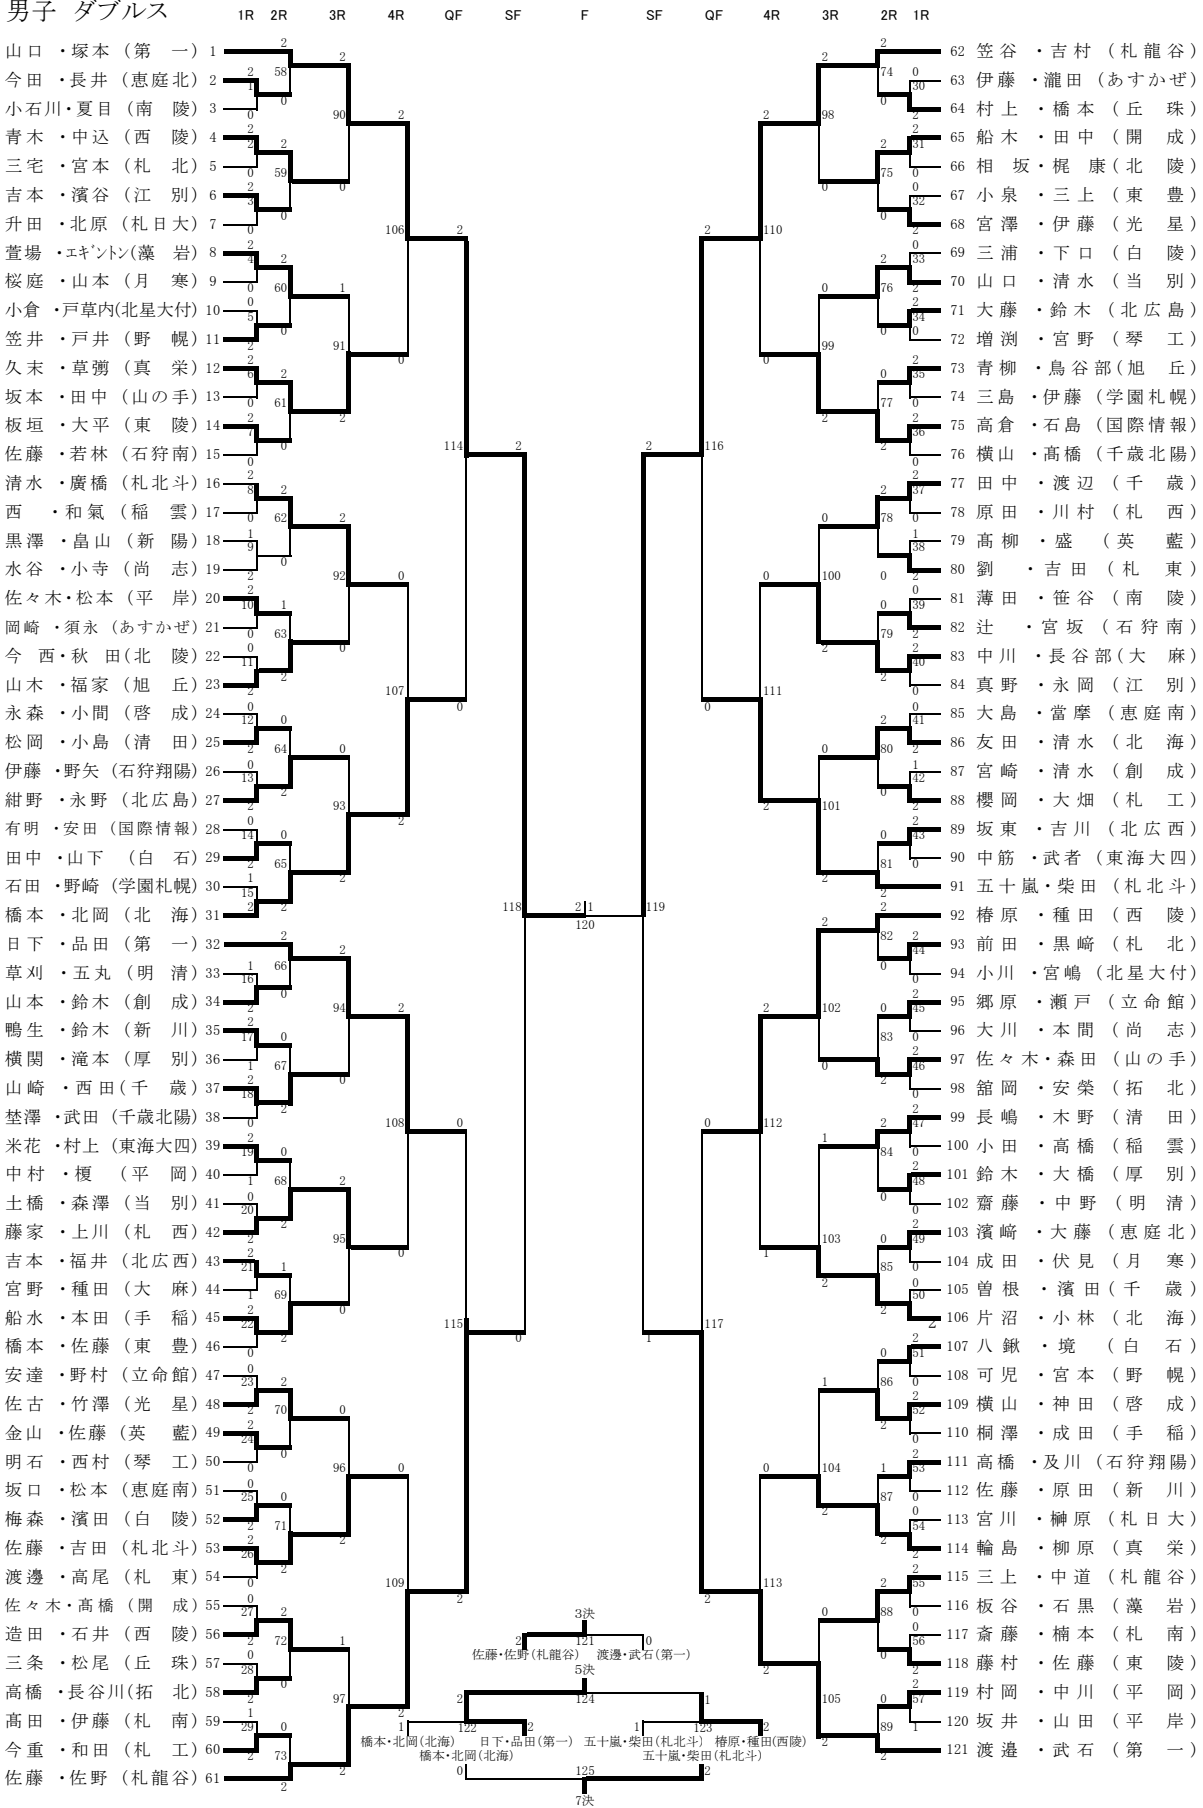 男子 ダブルス
1R 2R 3R 4R QF SF F SF QF 4R 3R 2R 1R
山口 ・塚本 (第 一) 1
今田 ・長井 (恵庭北) 2
小石川・夏目 (南 陵) 3
青木 ・中込 (西 陵) 4
三宅 ・宮本 (札 北) 5
吉本 ・濱谷 (江 別) 6
升田 ・北原 (札日大) 7
萱場 ・エギントン(藻 岩) 8
桜庭 ・山本 (月 寒) 9
小倉 ・戸草内(北星大付) 10
笠井 ・戸井 (野 幌) 11
久末 ・草彅 (真 栄) 12
坂本 ・田中 (山の手) 13
板垣 ・大平 (東 陵) 14
佐藤 ・若林 (石狩南) 15
清水 ・廣橋 (札北斗) 16
西 ・和氣 (稲 雲) 17
黒澤 ・畠山 (新 陽) 18
水谷 ・小寺 (尚 志) 19
佐々木・松本 (平 岸) 20
岡崎 ・須永 (あすかぜ) 21
今 西・秋 田(北 陵) 22
山木 ・福家 (旭 丘) 23
永森 ・小間 (啓 成) 24
松岡 ・小島 (清 田) 25
伊藤 ・野矢 (石狩翔陽) 26
紺野 ・永野 (北広島) 27
有明 ・安田 (国際情報) 28
田中 ・山下 (白 石) 29
石田 ・野崎 (学園札幌) 30
橋本 ・北岡 (北 海) 31
日下 ・品田 (第 一) 32
草刈 ・五丸 (明 清) 33
山本 ・鈴木 (創 成) 34
鴨生 ・鈴木 (新 川) 35
横関 ・滝本 (厚 別) 36
山崎 ・西田(千 歳) 37
埜澤 ・武田 (千歳北陽) 38
米花 ・村上 (東海大四) 39
中村 ・榎 (平 岡) 40
土橋 ・森澤 (当 別) 41
藤家 ・上川 (札 西) 42
吉本 ・福井 (北広西) 43
宮野 ・種田 (大 麻) 44
船水 ・本田 (手 稲) 45
橋本 ・佐藤 (東 豊) 46
安達 ・野村 (立命館) 47
佐古 ・竹澤 (光 星) 48
金山 ・佐藤 (英 藍) 49
明石 ・西村 (琴 工) 50
坂口 ・松本 (恵庭南) 51
梅森 ・濱田 (白 陵) 52
佐藤 ・吉田 (札北斗) 53
渡邊 ・高尾 (札 東) 54
佐々木・髙橋 (開 成) 55
造田 ・石井 (西 陵) 56
三条 ・松尾 (丘 珠) 57
高橋 ・長谷川(拓 北) 58
髙田 ・伊藤 (札 南) 59
今重 ・和田 (札 工) 60
佐藤 ・佐野 (札龍谷) 61
62 笠谷 ・吉村 (札龍谷)
63 伊藤 ・瀧田 (あすかぜ)
64 村上 ・橋本 (丘 珠)
65 船木 ・田中 (開 成)
66 相 坂・梶 康(北 陵)
67 小泉 ・三上 (東 豊)
68 宮澤 ・伊藤 (光 星)
69 三浦 ・下口 (白 陵)
70 山口 ・清水 (当 別)
71 大藤 ・鈴木 (北広島)
72 増渕 ・宮野 (琴 工)
73 青柳 ・鳥谷部(旭 丘)
74 三島 ・伊藤 (学園札幌)
75 高倉 ・石島 (国際情報)
76 横山 ・髙橋 (千歳北陽)
77 田中 ・渡辺 (千 歳)
78 原田 ・川村 (札 西)
79 髙柳 ・盛 (英 藍)
80 劉 ・吉田 (札 東)
81 薄田 ・笹谷 (南 陵)
82 辻 ・宮坂 (石狩南)
83 中川 ・長谷部(大 麻)
84 真野 ・永岡 (江 別)
85 大島 ・當摩 (恵庭南)
86 友田 ・清水 (北 海)
87 宮崎 ・清水 (創 成)
88 櫻岡 ・大畑 (札 工)
89 坂東 ・吉川 (北広西)
90 中筋 ・武者 (東海大四)
91 五十嵐・柴田 (札北斗)
92 椿原 ・種田 (西 陵)
93 前田 ・黒﨑 (札 北)
94 小川 ・宮嶋 (北星大付)
95 郷原 ・瀬戸 (立命館)
96 大川 ・本間 (尚 志)
97 佐々木・森田 (山の手)
98 舘岡 ・安榮 (拓 北)
99 長嶋 ・木野 (清 田)
100 小田 ・高橋 (稲 雲)
101 鈴木 ・大橋 (厚 別)
102 齋藤 ・中野 (明 清)
103 濱﨑 ・大藤 (恵庭北)
104 成田 ・伏見 (月 寒)
105 曽根 ・濱田(千 歳)
106 片沼 ・小林 (北 海)
107 八鍬 ・境 (白 石)
108 可児 ・宮本 (野 幌)
109 横山 ・神田 (啓 成)
110 桐澤 ・成田 (手 稲)
111 高橋 ・及川 (石狩翔陽)
112 佐藤 ・原田 (新 川)
113 宮川 ・榊原 (札日大)
114 輪島 ・柳原 (真 栄)
115 三上 ・中道 (札龍谷)
116 板谷 ・石黒 (藻 岩)
117 斎藤 ・楠本 (札 南)
118 藤村 ・佐藤 (東 陵)
119 村岡 ・中川 (平 岡)
120 坂井 ・山田 (平 岸)
121 渡邉 ・武石 (第 一)
118 2 1 119
120
3決
2 121 0
佐藤・佐野(札龍谷) 渡邊・武石(第一)
5決
2 124 1
1 122 2 1 123 2
橋本・北岡(北海) 日下・品田(第一) 五十嵐・柴田(札北斗) 椿原・種田(西陵)
橋本・北岡(北海) 五十嵐・柴田(札北斗)
0 125 2
7決